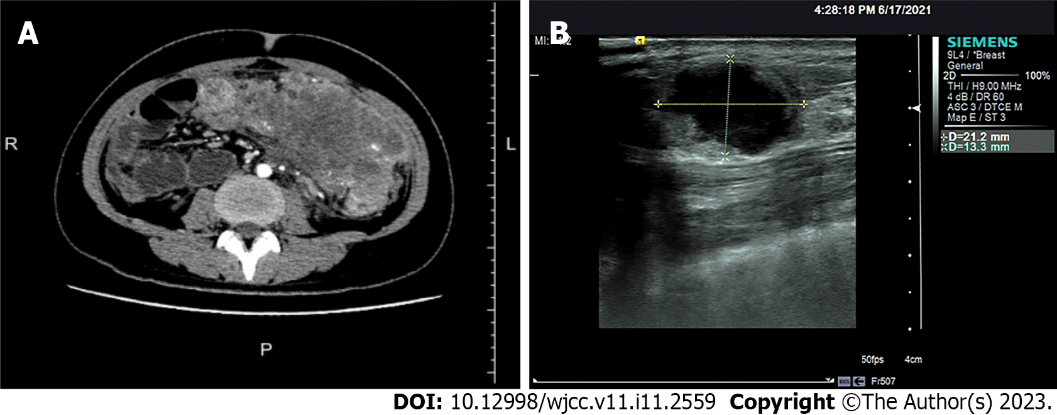 A
R
L
P
4:28:18 PM 6/17/2021
B
SIEMENS
9L4 / *Breast
General
2D 100%
THI / H9.00 MHz
4 dB / DR 60
ASC 3 / DTCE M
Map E / ST 3
D=21.2 mm
D=13.3 mm
50fps 4cm
Fr507
DOI: 10.12998/wjcc.v11.i11.2559 Copyright ©The Author(s) 2023.